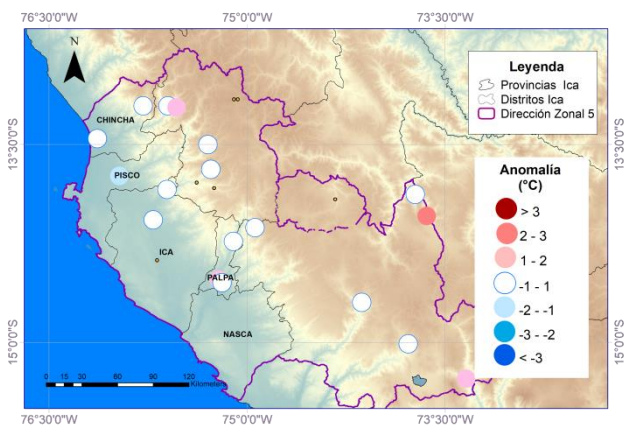 76°30'0"W 75°0'0"W 73°30'0"W
N
Leyenda
Provincias Ica
Distritos Ica
Dirección Zonal 5
CHINCHA
13°30'0"S 13°30'0"S
PISCO
Anomalía
(°C)
> 3
2 - 3
1 - 2
-1 - 1
-2 - -1
-3 - -2
< -3
ICA
PALPA
NASCA
15°0'0"S 15°0'0"S
0 15 30 60 90 120
Kilometers
76°30'0"W 75°0'0"W 73°30'0"W